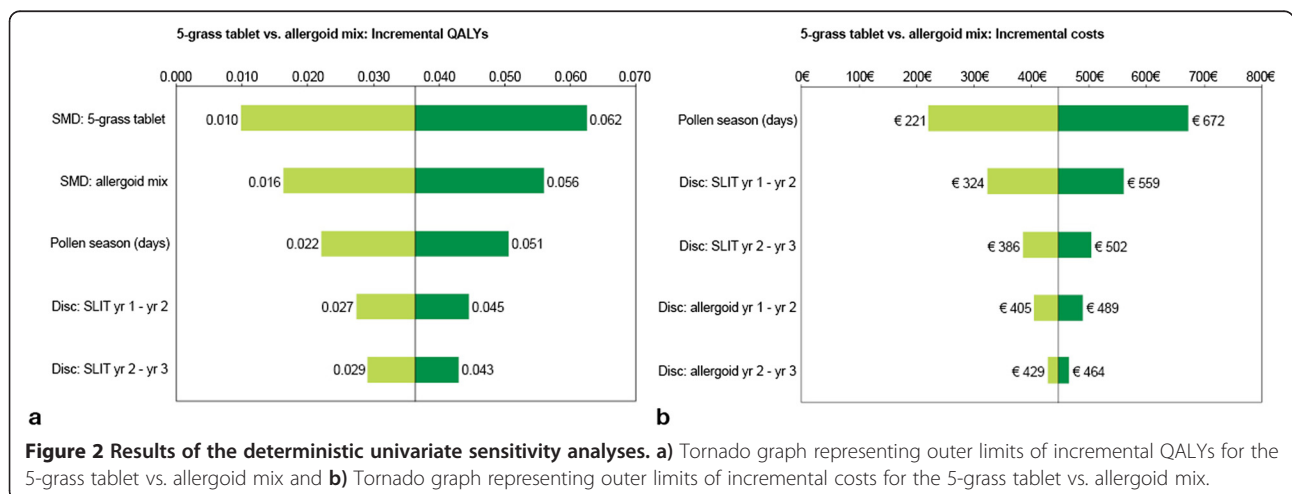 5-grass tablet vs. allergoid mix: Incremental QALYs
0.000 0.010 0.020 0.030 0.040 0.050 0.060 0.070
SMD: 5-grass tablet 0.010 0.062
SMD: allergoid mix 0.016 0.056
Pollen season (days) 0.022 0.051
Disc: SLIT yr 1 - yr 2 0.027 0.045
Disc: SLIT yr 2 - yr 3 0.029 0.043
a
5-grass tablet vs. allergoid mix: Incremental costs
0€ 100€ 200€ 300€ 400€ 500€ 600€ 700€ 800€
Pollen season (days) € 221 € 672
Disc: SLIT yr 1 - yr 2 € 324 € 559
Disc: SLIT yr 2 - yr 3 € 386 € 502
Disc: allergoid yr 1 - yr 2 € 405 € 489
Disc: allergoid yr 2 - yr 3 € 429 € 464
b
Figure 2 Results of the deterministic univariate sensitivity analyses. a) Tornado graph representing outer limits of incremental QALYs for the
5-grass tablet vs. allergoid mix and b) Tornado graph representing outer limits of incremental costs for the 5-grass tablet vs. allergoid mix.